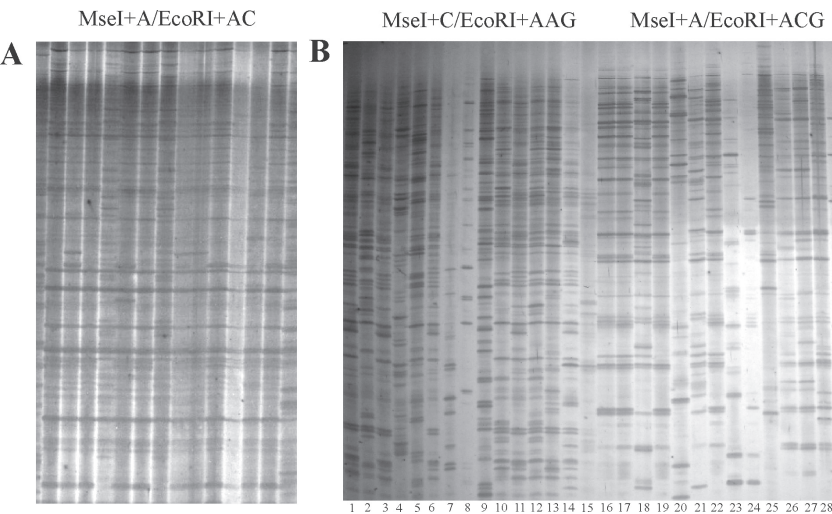 MseI+A/EcoRI+AC
A
MseI+C/EcoRI+AAG MseI+A/EcoRI+ACG
B
1 2 3 4 5 6 7 8 9 10 11 12 13 14 15 16 17 18 19 20 21 22 23 24 25 26 27 28